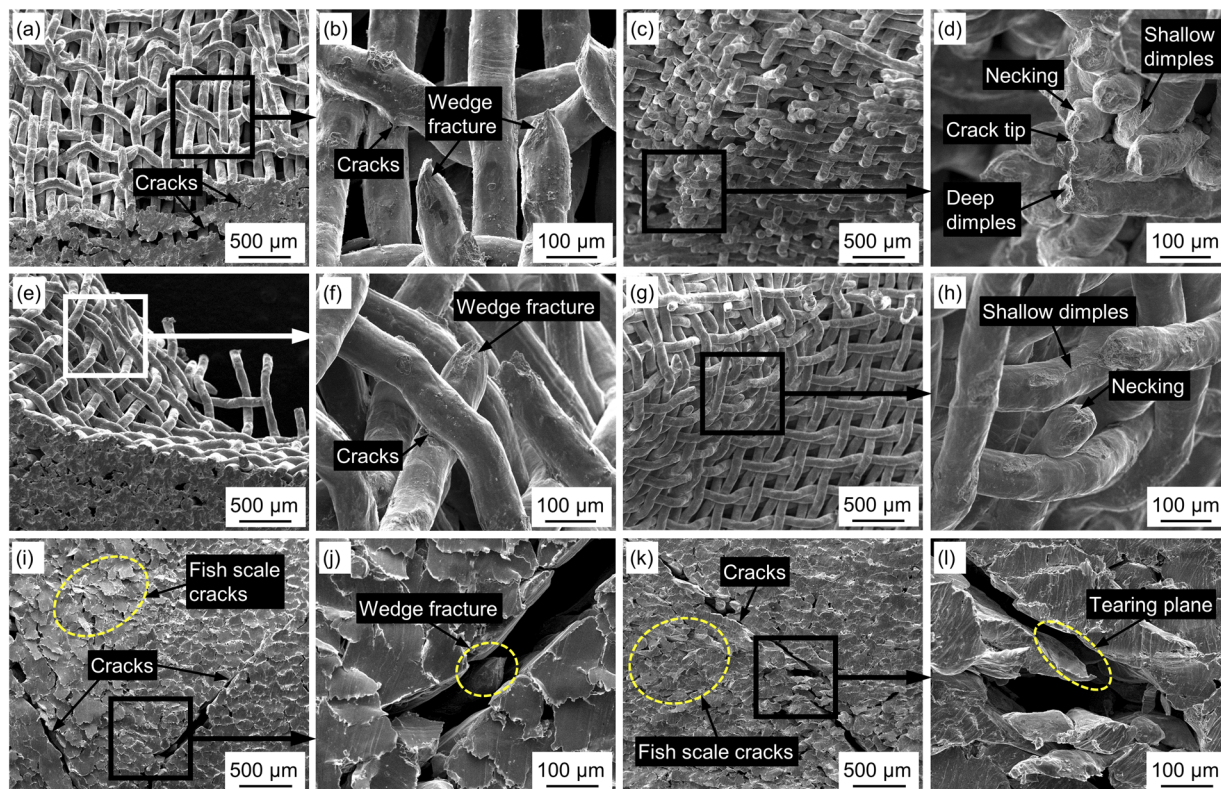 (a)
Cracks
500 μm
(b)
Wedge
fracture
Cracks
100 μm
(c)
500 μm
(d)
Shallow
dimples
Necking
Crack tip
Deep
dimples
100 μm
(e)
500 μm
(f)
Wedge fracture
Cracks
100 μm
(g)
500 μm
(h)
Shallow dimples
Necking
100 μm
(i)
Fish scale
cracks
Cracks
500 μm
(j)
Wedge fracture
100 μm
(k)
Cracks
Fish scale cracks
500 μm
(l)
Tearing plane
100 μm